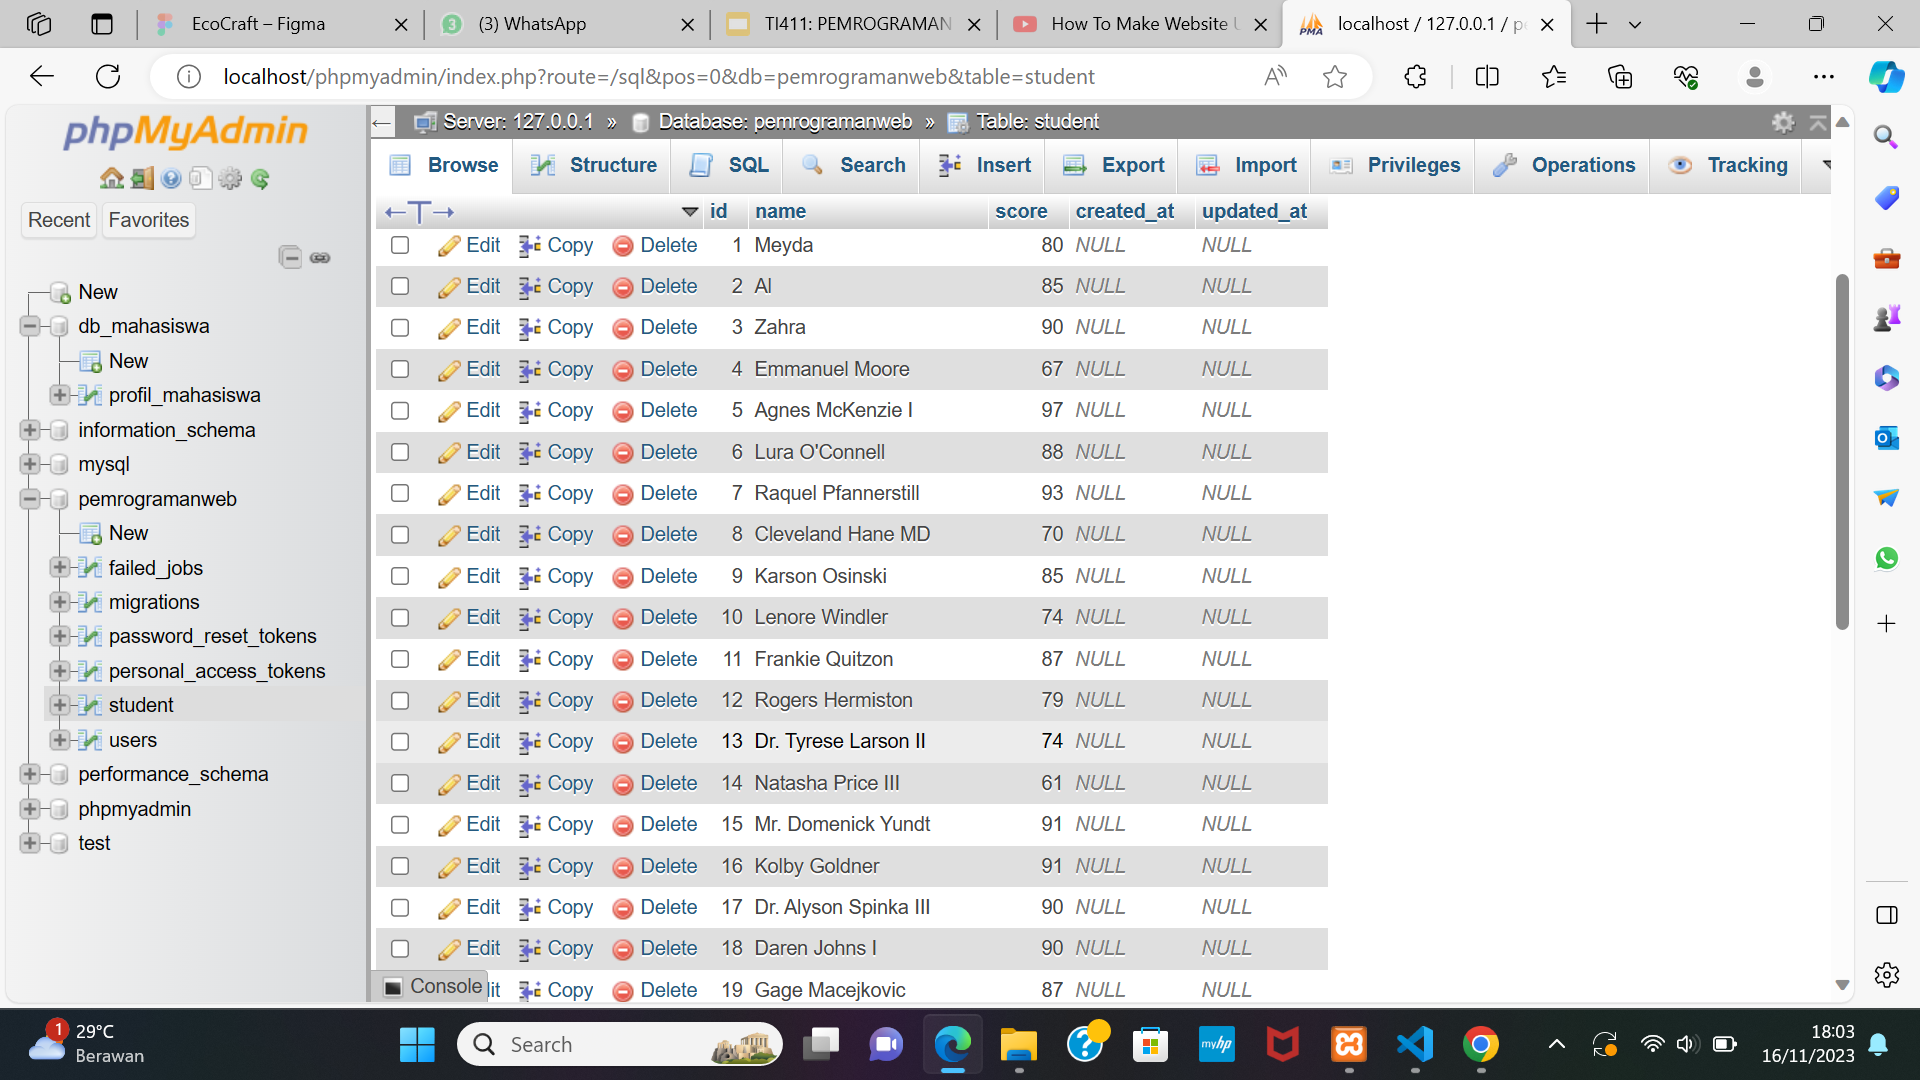 EcoCraft – Figma
(3) WhatsApp
TI411: PEMROGRAMAN
How To Make Website
localhost / 127.0.0.1 /
localhost/phpmyadmin/index.php?route=/sql&pos=0&db=pemrogramanweb&table=student
phpMyAdmin
Recent Favorites
New
db_mahasiswa
New
profil_mahasiswa
information_schema
mysql
pemrogramanweb
New
failed_jobs
migrations
password_reset_tokens
personal_access_tokens
student
users
performance_schema
phpmyadmin
test
Server: 127.0.0.1 » Database: pemrogramanweb » Table: student
Browse Structure SQL Search Insert Export Import Privileges Operations Tracking
id name score created_at updated_at
Edit Copy Delete 1 Meyda 80 NULL NULL
Edit Copy Delete 2 Al 85 NULL NULL
Edit Copy Delete 3 Zahra 90 NULL NULL
Edit Copy Delete 4 Emmanuel Moore 67 NULL NULL
Edit Copy Delete 5 Agnes McKenzie I 97 NULL NULL
Edit Copy Delete 6 Lura O'Connell 88 NULL NULL
Edit Copy Delete 7 Raquel Pfannerstill 93 NULL NULL
Edit Copy Delete 8 Cleveland Hane MD 70 NULL NULL
Edit Copy Delete 9 Karson Osinski 85 NULL NULL
Edit Copy Delete 10 Lenore Windler 74 NULL NULL
Edit Copy Delete 11 Frankie Quitzon 87 NULL NULL
Edit Copy Delete 12 Rogers Hermiston 79 NULL NULL
Edit Copy Delete 13 Dr. Tyrese Larson II 74 NULL NULL
Edit Copy Delete 14 Natasha Price III 61 NULL NULL
Edit Copy Delete 15 Mr. Domenick Yundt 91 NULL NULL
Edit Copy Delete 16 Kolby Goldner 91 NULL NULL
Edit Copy Delete 17 Dr. Alyson Spinka III 90 NULL NULL
Edit Copy Delete 18 Daren Johns I 90 NULL NULL
Copy Delete 19 Gage Macejkovic 87 NULL NULL
Console
1
29°C
Berawan
Search
myhp
18:03
16/11/2023